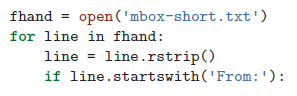 fhand = open('mbox-short.txt')
for line in fhand:
    line = line.rstrip()
    if line.startswith('From:'):